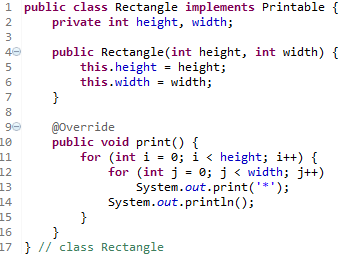 1 public class Rectangle implements Printable {
2     private int height, width;
3
4     public Rectangle(int height, int width) {
5         this.height = height;
6         this.width = width;
7     }
8
9     @Override
10     public void print() {
11         for (int i = 0; i < height; i++) {
12             for (int j = 0; j < width; j++)
13                 System.out.print('*');
14             System.out.println();
15         }
16     }
17 } // class Rectangle